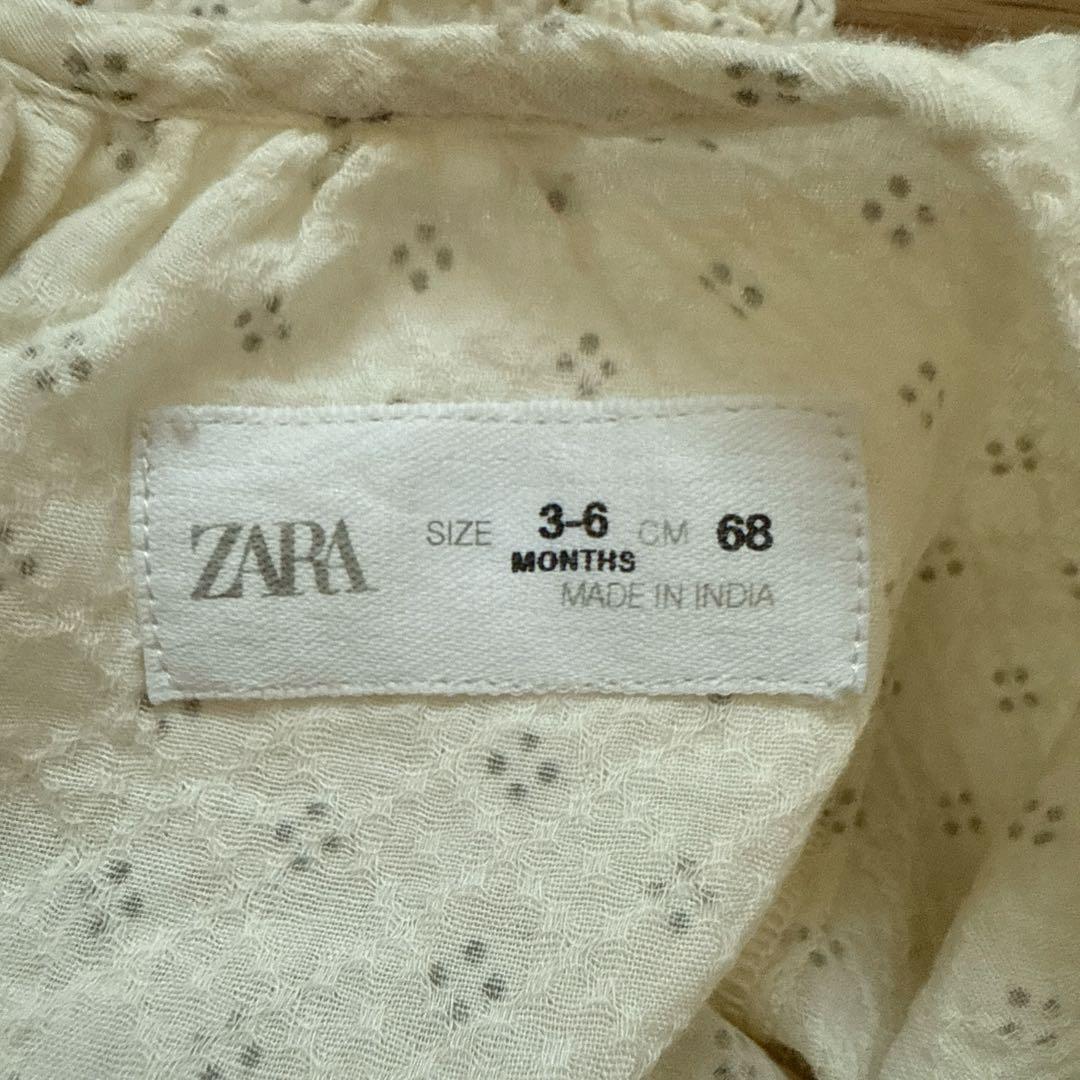 ZARA SIZE 3-6 CM 68
MONTHS
MADE IN INDIA